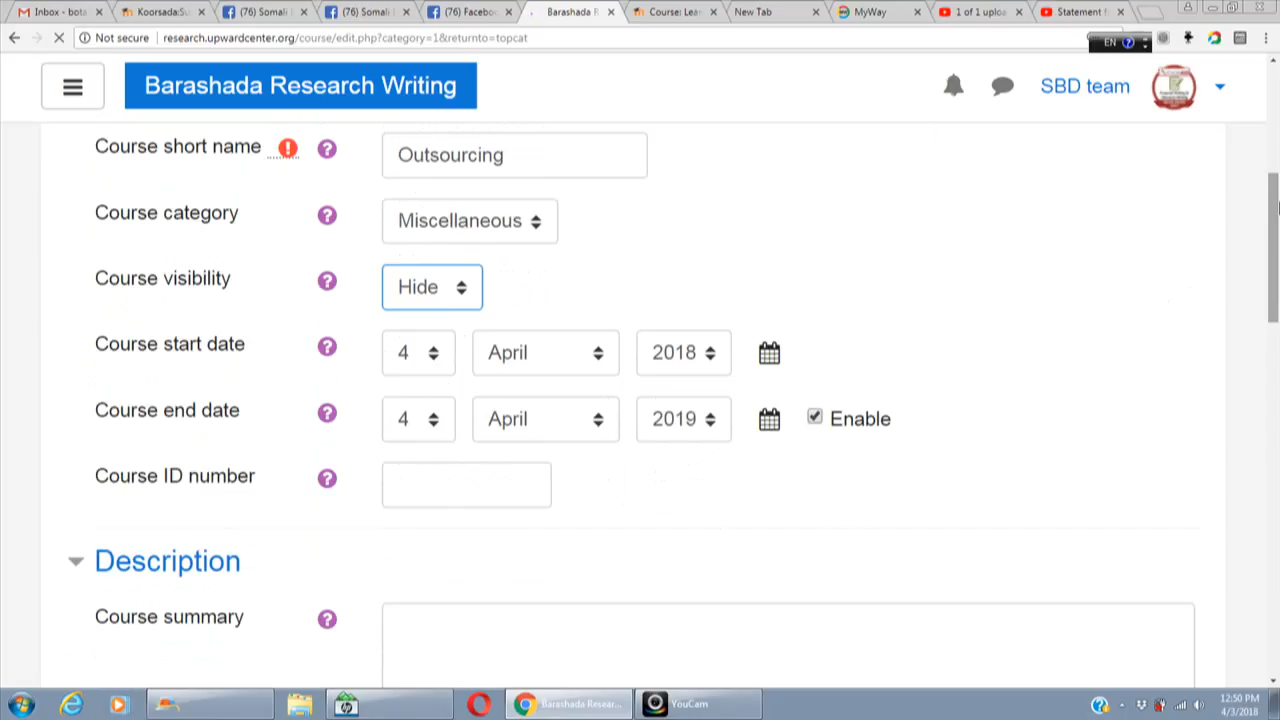 Inbox - bota
Koorsada:Su
(76) Somali I
(76) Somali I
(76) Faceboo
Barashada R
Course: Lear
New Tab
MyWay
1 of 1 uploa
Statement f
Not secure
research.upwardcenter.org/course/edit.php?category=1&returnto=topcat
EN
Barashada Research Writing
SBD team
Course short name
Outsourcing
Course category
Miscellaneous
Course visibility
Hide
Course start date
4 April 2018
Course end date
4 April 2019
Enable
Course ID number
Description
Course summary
Barashada Resear...
YouCam
12:50 PM
4/3/2018